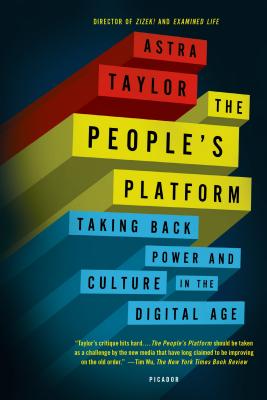 DIRECTOR OF ZIZEK! AND EXAMINED LIFE
ASTRA
TAYLOR
THE
PEOPLE'S
PLATFORM
TAKING BACK
POWER AND
CULTURE IN THE
DIGITAL AGE
"Taylor's critique hits hard.... The People's Platform should be taken
as a challenge by the new media that have long claimed to be improving
on the old order." —Tim Wu, The New York Times Book Review
PICADOR